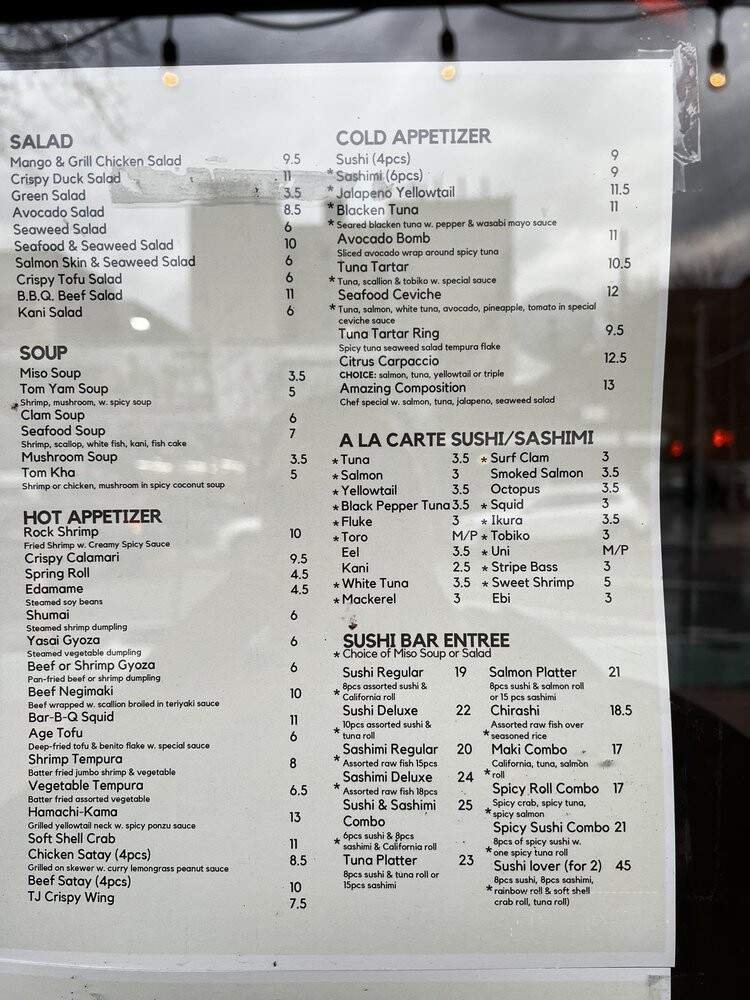 SALAD
Mango & Grill Chicken Salad 9.5
Crispy Duck Salad 11
Green Salad 3.5
Avocado Salad 8.5
Seaweed Salad 6
Seafood & Seaweed Salad 10
Salmon Skin & Seaweed Salad 6
Crispy Tofu Salad 6
B.B.Q. Beef Salad 11
Kani Salad 6
SOUP
Miso Soup 3.5
Tom Yam Soup 5
*Shrimp, mushroom, w. spicy soup
Clam Soup 6
Seafood Soup 7
Shrimp, scallop, white fish, kani, fish cake
Mushroom Soup 3.5
Tom Kha 5
Shrimp or chicken, mushroom in spicy coconut soup
HOT APPETIZER
Rock Shrimp 10
Fried Shrimp w. Creamy Spicy Sauce
Crispy Calamari 9.5
Spring Roll 4.5
Edamame 4.5
Steamed soy beans
Shumai 6
Steamed shrimp dumpling
Yasai Gyoza 6
Steamed vegetable dumpling
Beef or Shrimp Gyoza 6
Pan-fried beef or shrimp dumpling
Beef Negimaki 10
Beef wrapped w. scallion broiled in teriyaki sauce
Bar-B-Q Squid 11
Age Tofu 6
Deep-fried tofu & benito flake w. special sauce
Shrimp Tempura 8
Batter fried jumbo shrimp & vegetable
Vegetable Tempura 6.5
Batter fried assorted vegetable
Hamachi-Kama 13
Grilled yellowtail neck w. spicy ponzu sauce
Soft Shell Crab 11
Chicken Satay (4pcs) 8.5
Grilled on skewer w. curry lemongrass peanut sauce
Beef Satay (4pcs) 10
TJ Crispy Wing 7.5
COLD APPETIZER
Sushi (4pcs) 9
*Sashimi (6pcs) 9
*Jalapeno Yellowtail 11.5
*Blacken Tuna 11
*Seared blacken tuna w. pepper & wasabi mayo sauce
Avocado Bomb 11
Sliced avocado wrap around spicy tuna
Tuna Tartar 10.5
*Tuna, scallion & tobiko w. special sauce
Seafood Ceviche 12
*Tuna, salmon, white tuna, avocado, pineapple, tomato in special
ceviche sauce
Tuna Tartar Ring 9.5
Spicy tuna seaweed salad tempura flake
Citrus Carpaccio 12.5
CHOICE: salmon, tuna, yellowtail or triple
Amazing Composition 13
Chef special w. salmon, tuna, jalapeno, seaweed salad
A LA CARTE SUSHI/SASHIMI
*Tuna 3.5 *Surf Clam 3
*Salmon 3 Smoked Salmon 3.5
*Yellowtail 3.5 Octopus 3.5
*Black Pepper Tuna 3.5 *Squid 3
*Fluke 3 *Ikura 3.5
*Toro M/P *Tobiko 3
Eel 3.5 *Uni M/P
Kani 2.5 *Stripe Bass 3
*White Tuna 3.5 *Sweet Shrimp 5
*Mackerel 3 Ebi 3
SUSHI BAR ENTREE
*Choice of Miso Soup or Salad
Sushi Regular 19
8pcs assorted sushi &
*California roll
Sushi Deluxe 22
10pcs assorted sushi &
*tuna roll
Sashimi Regular 20
*Assorted raw fish 15pcs
Sashimi Deluxe 24
*Assorted raw fish 18pcs
Sushi & Sashimi 25
Combo
6pcs sushi & 8pcs
*sashimi & California roll
Tuna Platter 23
8pcs sushi & tuna roll or
15pcs sashimi
Salmon Platter 21
8pcs sushi & salmon roll
or 15 pcs sashimi
Chirashi 18.5
Assorted raw fish over
*seasoned rice
Maki Combo 17
California, tuna, salmon
*roll
Spicy Roll Combo 17
Spicy crab, spicy tuna,
*spicy salmon
Spicy Sushi Combo 21
8pcs of spicy sushi w.
*one spicy tuna roll
Sushi lover (for 2) 45
8pcs sushi, 8pcs sashimi,
*rainbow roll & soft shell
crab roll, tuna roll)